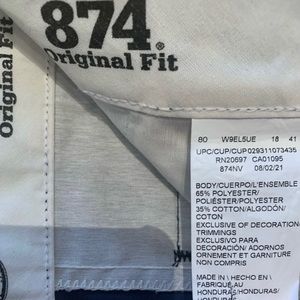 874®
Original Fit
Original Fit
80 W9EL5UE 18 41
UPC/CUP/CUP029311073435
RN20697 CA01095
874NV 08/02/21
BODY/CUERPO/L'ENSEMBLE
65% POLYESTER/
POLIÉSTER/POLYESTER
35% COTTON/ALGODÓN/
COTON
EXCLUSIVE OF DECORATION
TRIMMINGS
EXCLUSIVO PARA
DECORACIÓN/ ADORNOS
ORNEMENT ET GARNITURE
NON COMPRIS
MADE IN \ HECHO EN \
FABRIQUÉ AU
HONDURAS/HONDURAS/
HONDURAS